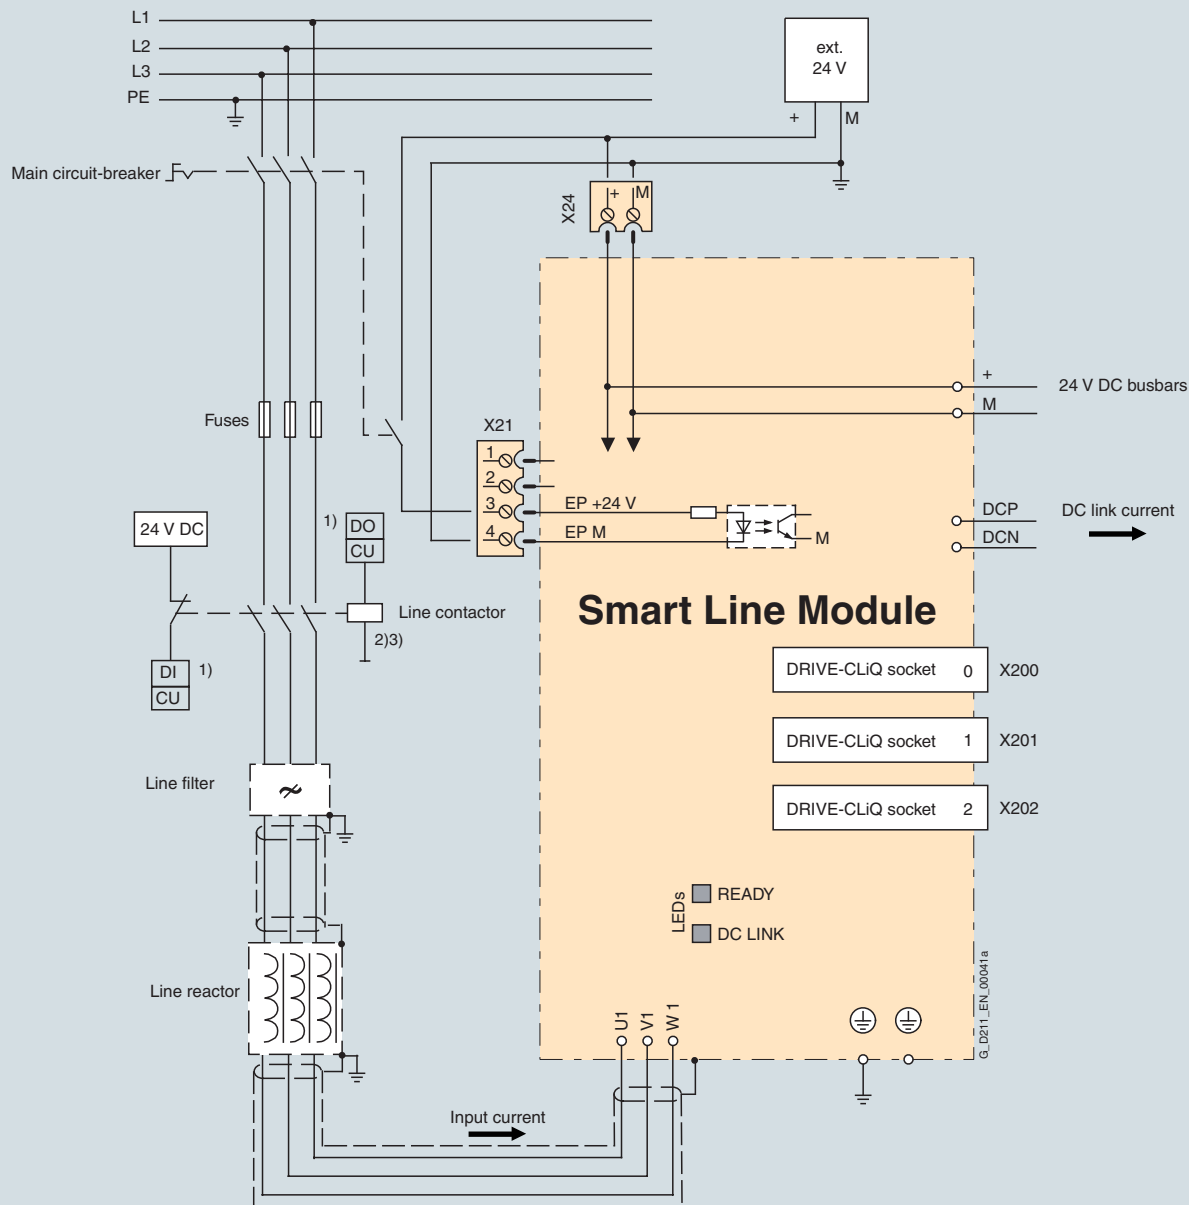 L1
L2
L3
PE
ext.
24 V
+ M
Main circuit-breaker
X24
+ M
+
24 V DC busbars
M
Fuses
X21
1
2
3
4
EP +24 V
EP M
M
DCP
DCN
DC link current
24 V DC
1)
DO
CU
Line contactor
2)3)
DI
CU
1)
Smart Line Module
DRIVE-CLiQ socket 0 X200
DRIVE-CLiQ socket 1 X201
DRIVE-CLiQ socket 2 X202
Line filter
LEDs
READY
DC LINK
Line reactor
U1
V1
W1
G_D211_EN_00041a
Input current